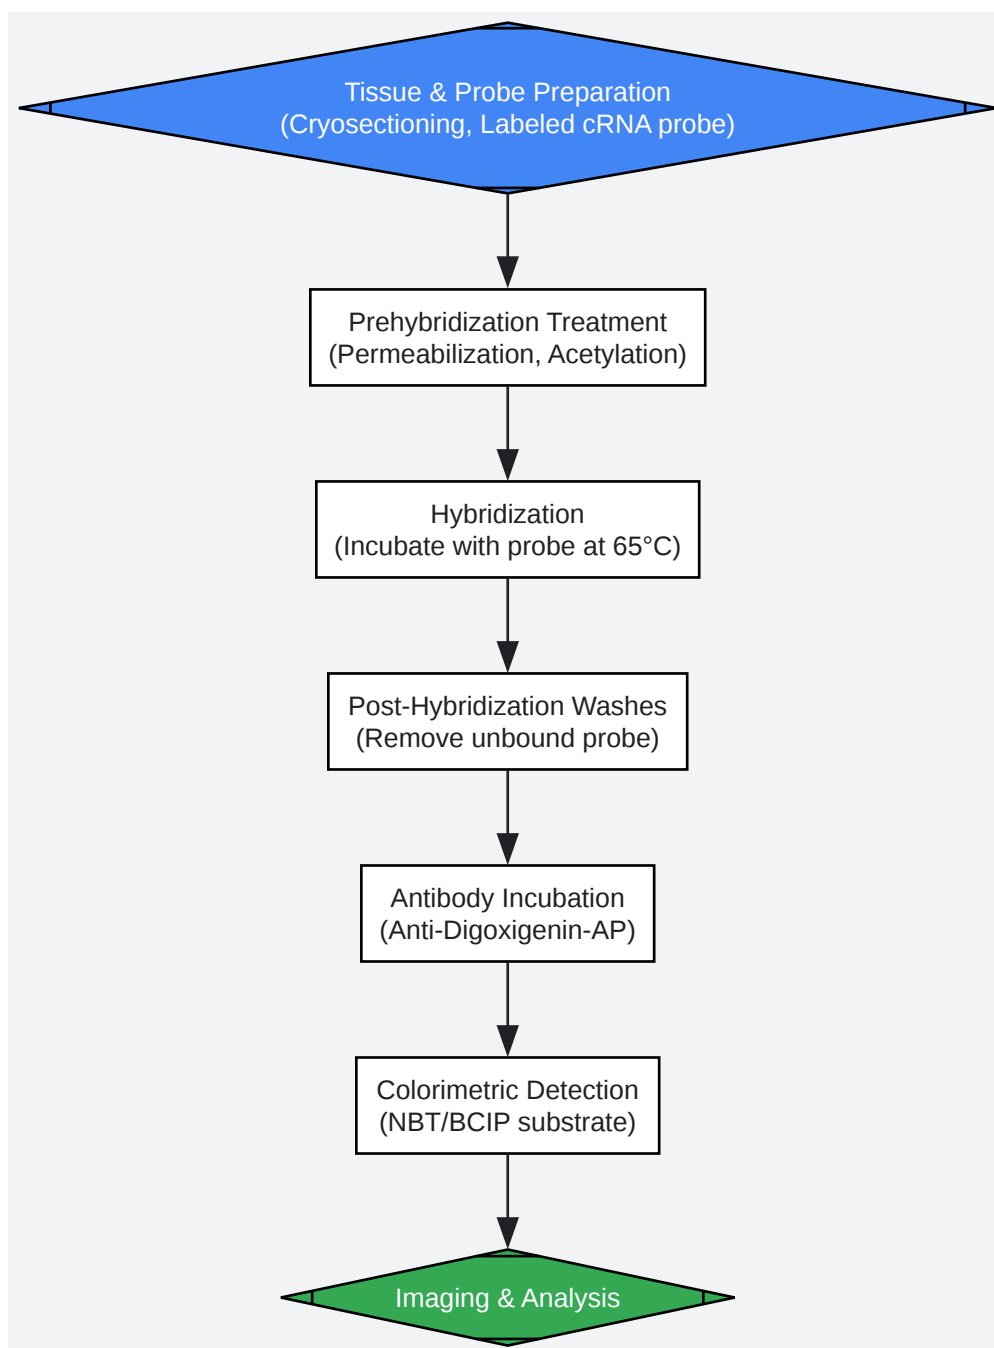 Tissue & Probe Preparation
(Cryosectioning, Labeled cRNA probe)
Prehybridization Treatment
(Permeabilization, Acetylation)
Hybridization
(Incubate with probe at 65°C)
Post-Hybridization Washes
(Remove unbound probe)
Antibody Incubation
(Anti-Digoxigenin-AP)
Colorimetric Detection
(NBT/BCIP substrate)
Imaging & Analysis